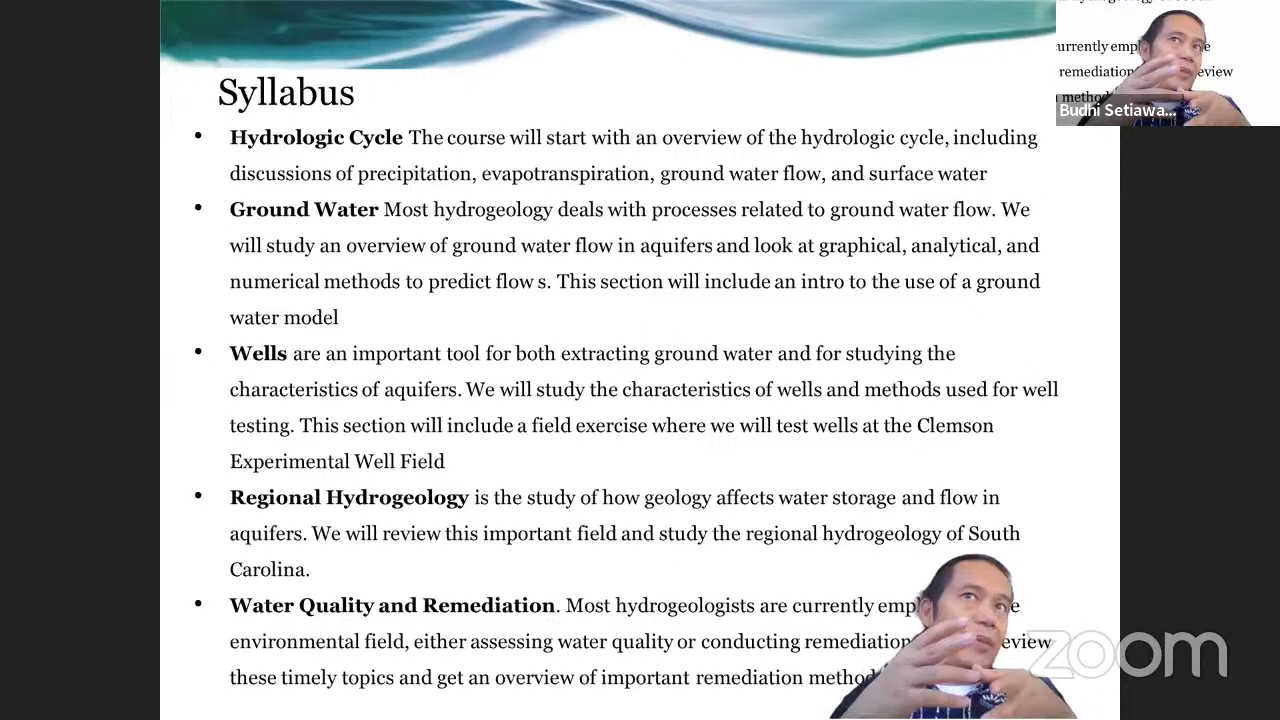 Syllabus
• Hydrologic Cycle The course will start with an overview of the hydrologic cycle, including
discussions of precipitation, evapotranspiration, ground water flow, and surface water
• Ground Water Most hydrogeology deals with processes related to ground water flow. We
will study an overview of ground water flow in aquifers and look at graphical, analytical, and
numerical methods to predict flow s. This section will include an intro to the use of a ground
water model
• Wells are an important tool for both extracting ground water and for studying the
characteristics of aquifers. We will study the characteristics of wells and methods used for well
testing. This section will include a field exercise where we will test wells at the Clemson
Experimental Well Field
• Regional Hydrogeology is the study of how geology affects water storage and flow in
aquifers. We will review this important field and study the regional hydrogeology of South
Carolina.
• Water Quality and Remediation. Most hydrogeologists are currently emp
environmental field, either assessing water quality or conducting remediation eview
these timely topics and get an overview of important remediation method
currently emp
remediation eview
method
Budhi Setiawa...
zoom